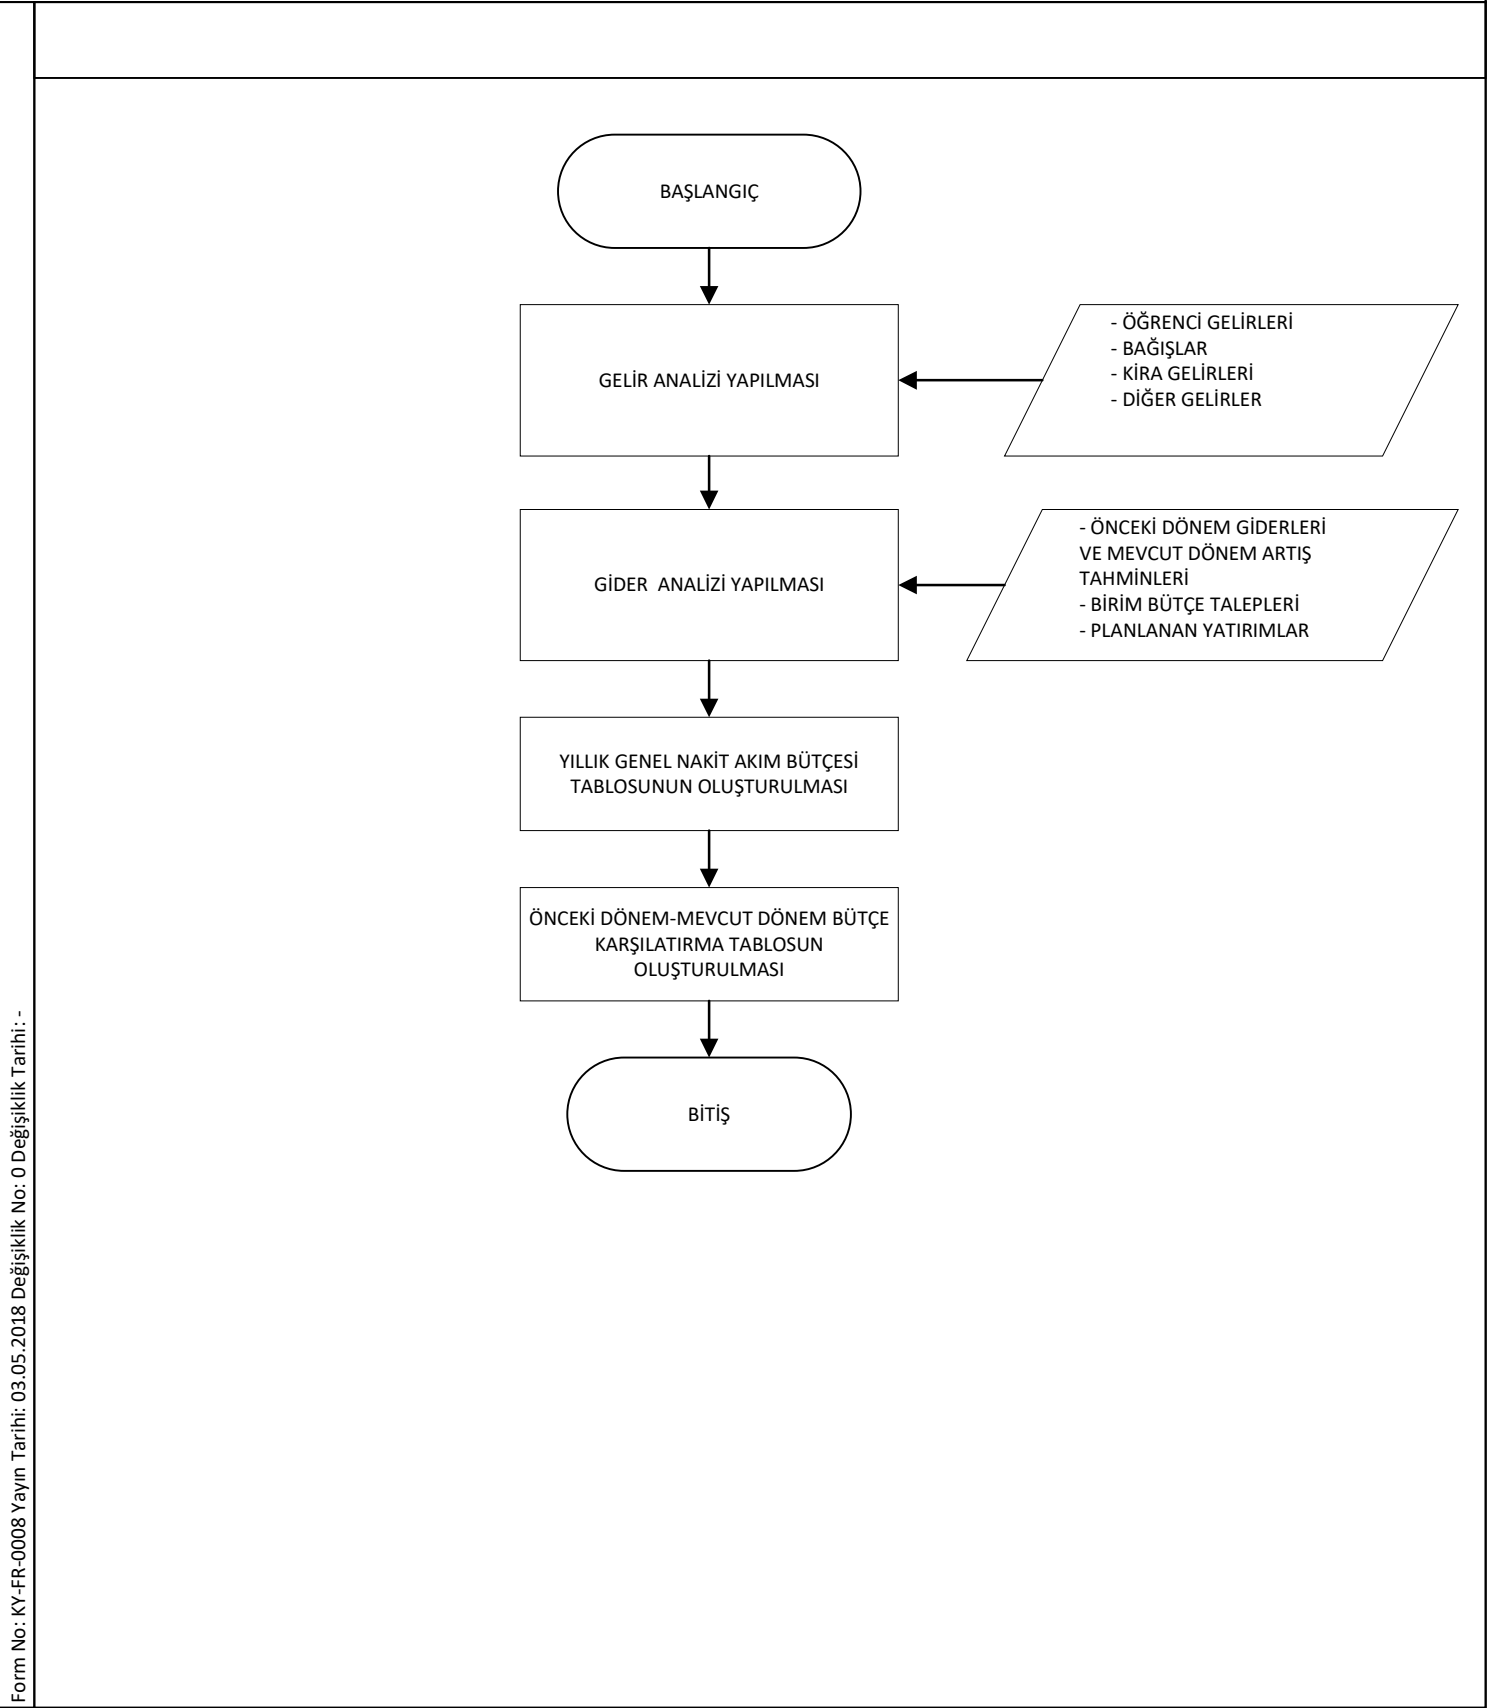 BAŞLANGIÇ
GELİR ANALİZİ YAPILMASI
- ÖĞRENCİ GELİRLERİ
- BAĞIŞLAR
- KİRA GELİRLERİ
- DİĞER GELİRLER
GİDER  ANALİZİ YAPILMASI
- ÖNCEKİ DÖNEM GİDERLERİ
VE MEVCUT DÖNEM ARTIŞ
TAHMİNLERİ
- BİRİM BÜTÇE TALEPLERİ
- PLANLANAN YATIRIMLAR
YILLIK GENEL NAKİT AKIM BÜTÇESİ
TABLOSUNUN OLUŞTURULMASI
ÖNCEKİ DÖNEM-MEVCUT DÖNEM BÜTÇE
KARŞILATIRMA TABLOSUN
OLUŞTURULMASI
BİTİŞ
Form No: KY-FR-0008 Yayın Tarihi: 03.05.2018 Değişiklik No: 0 Değişiklik Tarihi: -